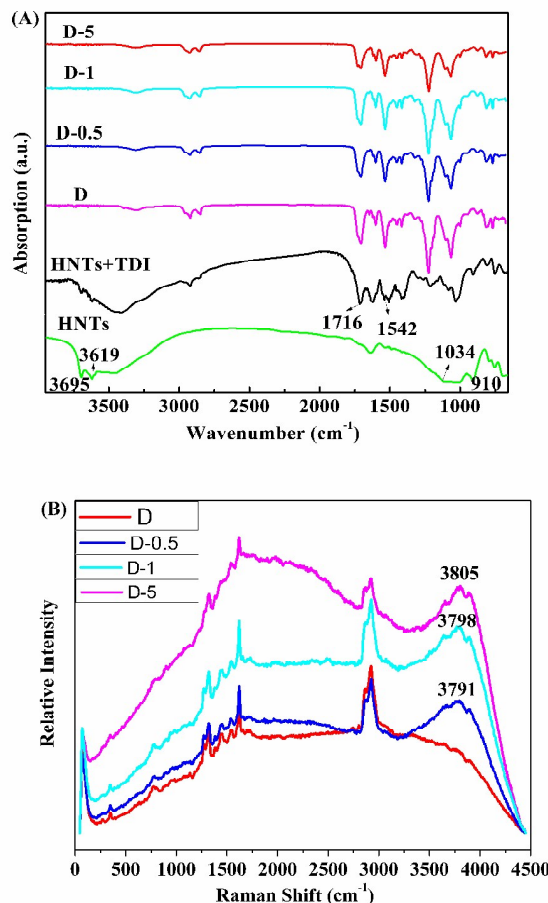 (A)
D-5
D-1
D-0.5
D
HNTs+TDI
HNTs
3695
3619
1716
1542
1034
910
Absorption (a.u.)
3500 3000 2500 2000 1500 1000
Wavenumber (cm-1)
(B)
D
D-0.5
D-1
D-5
3805
3798
3791
Relative Intensity
0 500 1000 1500 2000 2500 3000 3500 4000 4500
Raman Shift (cm-1)